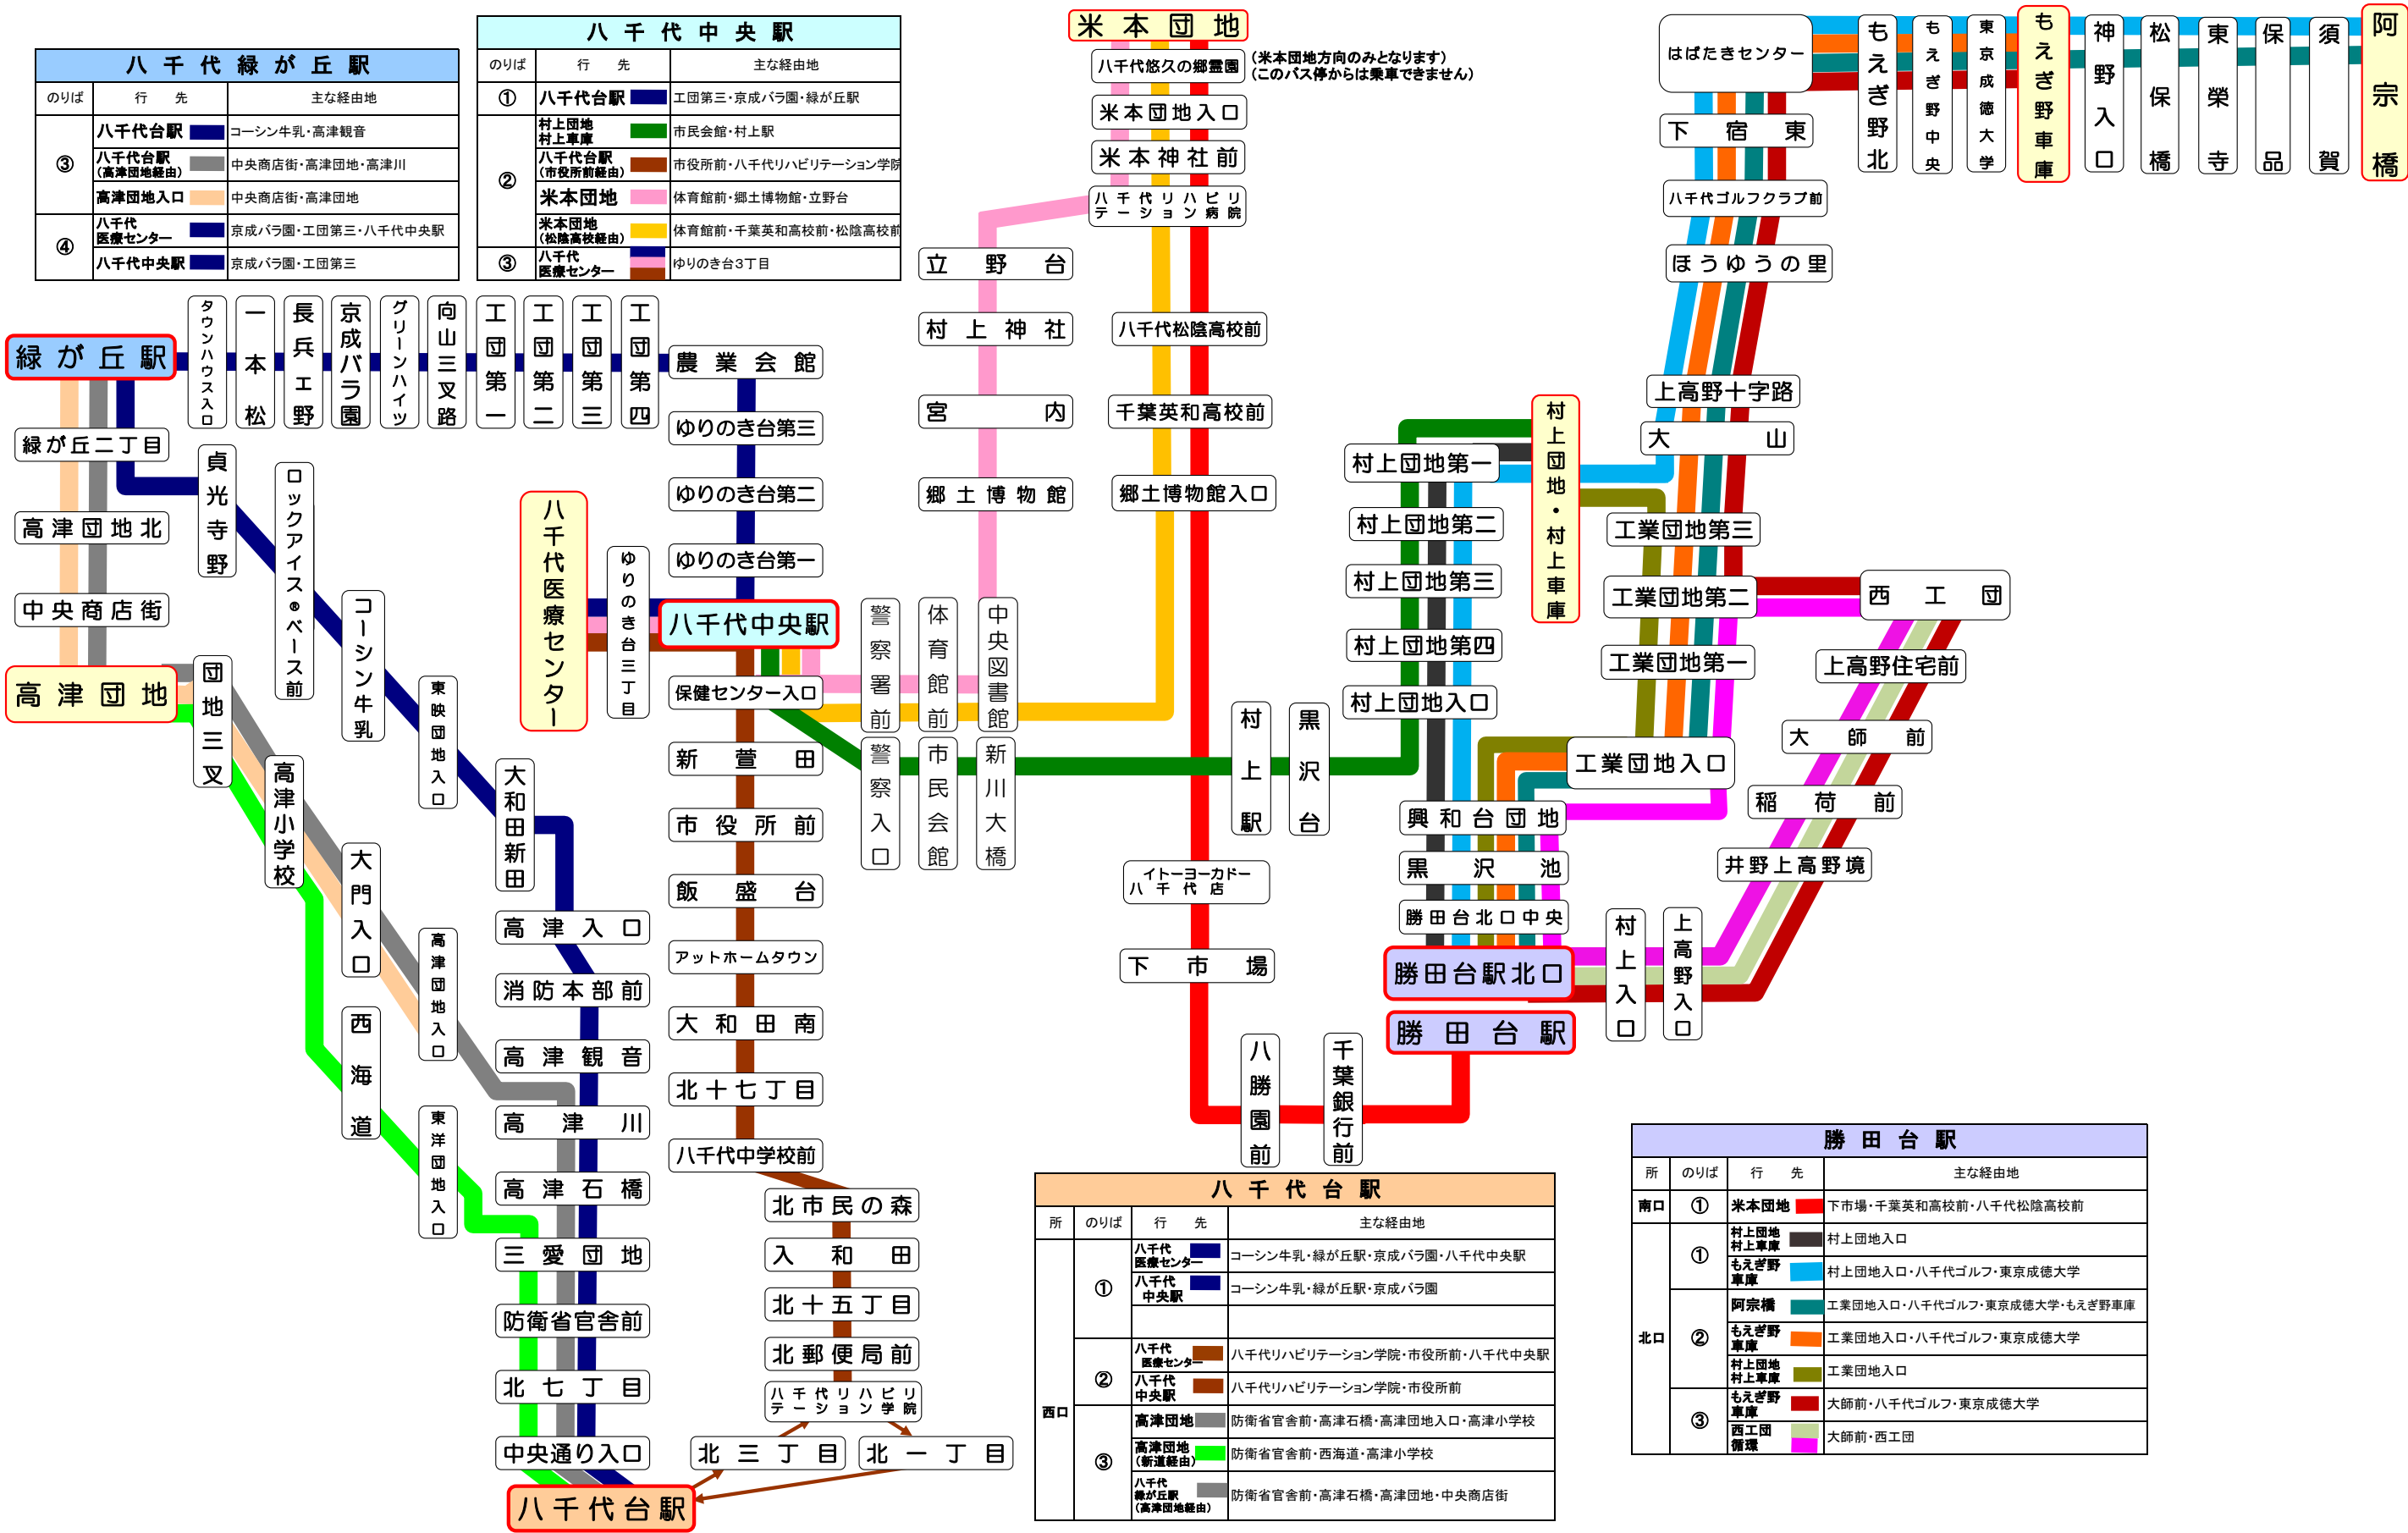 八千代緑が丘駅
のりば 行先 主な経由地
③ 八千代台駅 コーシン牛乳・高津観音
八千代台駅 (高津団地経由) 中央商店街・高津団地・高津川
高津団地入口 中央商店街・高津団地
④ 八千代医療センター 京成バラ園・工団第三・八千代中央駅
八千代中央駅 京成バラ園・工団第三
八千代中央駅
のりば 行先 主な経由地
① 八千代台駅 工団第三・京成バラ園・緑が丘駅
② 村上団地 村上車庫 市民会館・村上駅
八千代台駅 (市役所前経由) 市役所前・八千代リハビリテーション学院
米本団地 体育館前・郷土博物館・立野台
米本団地 (松陰高校経由) 体育館前・千葉英和高校前・松陰高校前
③ 八千代医療センター ゆりのき台3丁目
米本団地
八千代悠久の郷霊園
(米本団地方向のみとなります)
(このバス停からは乗車できません)
米本団地入口
米本神社前
八千代リハビリテーション病院
立野台
村上神社
宮内
郷土博物館
八千代松陰高校前
千葉英和高校前
郷土博物館入口
はばたきセンター
もえぎ野北
もえぎ野中央
東京成徳大学
もえぎ野車庫
神野入口
松保橋
東榮寺
保品
須賀
阿宗橋
下宿東
八千代ゴルフクラブ前
ほうゆうの里
上高野十字路
大山
工業団地第三
工業団地第二
工業団地第一
工業団地入口
西工団
上高野住宅前
大師前
稲荷前
井野上高野境
上高野入口
村上入口
緑が丘駅
タウンハウス入口
一本松
長兵エ野
京成バラ園
グリーンハイツ
向山三叉路
工団第一
工団第二
工団第三
工団第四
農業会館
ゆりのき台第三
ゆりのき台第二
ゆりのき台第一
八千代中央駅
八千代医療センター
ゆりのき台三丁目
緑が丘二丁目
高津団地北
中央商店街
高津団地
貞光寺野
ロックアイス®ベース前
コーシン牛乳
東映団地入口
大和田新田
団地三叉
高津小学校
大門入口
高津団地入口
西海道
東洋団地入口
高津入口
消防本部前
高津観音
高津川
高津石橋
三愛団地
防衛省官舎前
北七丁目
中央通り入口
八千代台駅
保健センター入口
新萱田
市役所前
飯盛台
アットホームタウン
大和田南
北十七丁目
八千代中学校前
北市民の森
入和田
北十五丁目
北郵便局前
八千代リハビリテーション学院
北三丁目
北一丁目
警察署前
体育館前
中央図書館
警察入口
市民会館
新川大橋
村上駅
黒沢台
村上団地・村上車庫
村上団地第一
村上団地第二
村上団地第三
村上団地第四
村上団地入口
興和台団地
黒沢池
勝田台北口中央
勝田台駅北口
勝田台駅
イトーヨーカドー八千代店
下市場
八勝園前
千葉銀行前
八千代台駅
所 のりば 行先 主な経由地
西口 ① 八千代医療センター コーシン牛乳・緑が丘駅・京成バラ園・八千代中央駅
八千代中央駅 コーシン牛乳・緑が丘駅・京成バラ園
② 八千代医療センター 八千代リハビリテーション学院・市役所前・八千代中央駅
八千代中央駅 八千代リハビリテーション学院・市役所前
③ 高津団地 防衛省官舎前・高津石橋・高津団地入口・高津小学校
高津団地 (新道経由) 防衛省官舎前・西海道・高津小学校
八千代緑が丘駅 (高津団地経由) 防衛省官舎前・高津石橋・高津団地・中央商店街
勝田台駅
所 のりば 行先 主な経由地
南口 ① 米本団地 下市場・千葉英和高校前・八千代松陰高校前
北口 ① 村上団地 村上車庫 村上団地入口
もえぎ野車庫 村上団地入口・八千代ゴルフ・東京成徳大学
② 阿宗橋 工業団地入口・八千代ゴルフ・東京成徳大学・もえぎ野車庫
もえぎ野車庫 工業団地入口・八千代ゴルフ・東京成徳大学
村上団地 村上車庫 工業団地入口
③ もえぎ野車庫 大師前・八千代ゴルフ・東京成徳大学
西工団循環 大師前・西工団